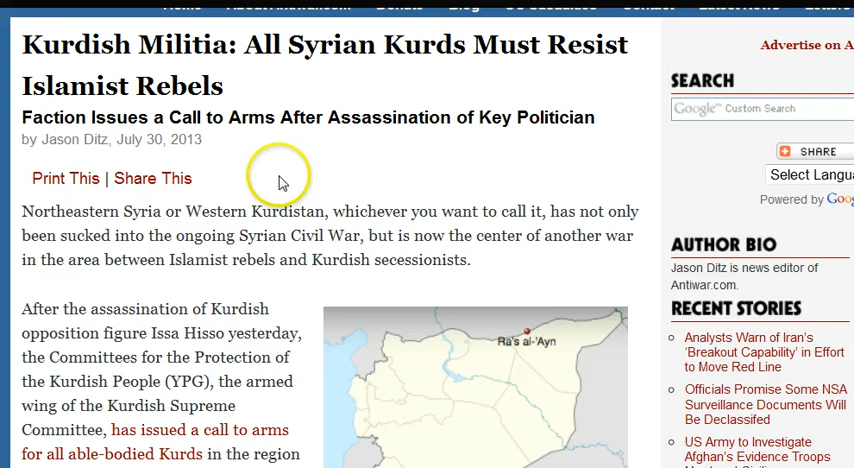 Kurdish Militia: All Syrian Kurds Must Resist
Islamist Rebels
Faction Issues a Call to Arms After Assassination of Key Politician
by Jason Ditz, July 30, 2013
Print This | Share This
Northeastern Syria or Western Kurdistan, whichever you want to call it, has not only
been sucked into the ongoing Syrian Civil War, but is now the center of another war
in the area between Islamist rebels and Kurdish secessionists.
After the assassination of Kurdish
opposition figure Issa Hisso yesterday,
the Committees for the Protection of
the Kurdish People (YPG), the armed
wing of the Kurdish Supreme
Committee, has issued a call to arms
for all able-bodied Kurds in the region
Ra's al-'Ayn
Advertise on A
SEARCH
Google™ Custom Search
SHARE
Select Langua
Powered by Goo
AUTHOR BIO
Jason Ditz is news editor of
Antiwar.com.
RECENT STORIES
Analysts Warn of Iran's
'Breakout Capability' in Effort
to Move Red Line
Officials Promise Some NSA
Surveillance Documents Will
Be Declassifed
US Army to Investigate
Afghan's Evidence Troops